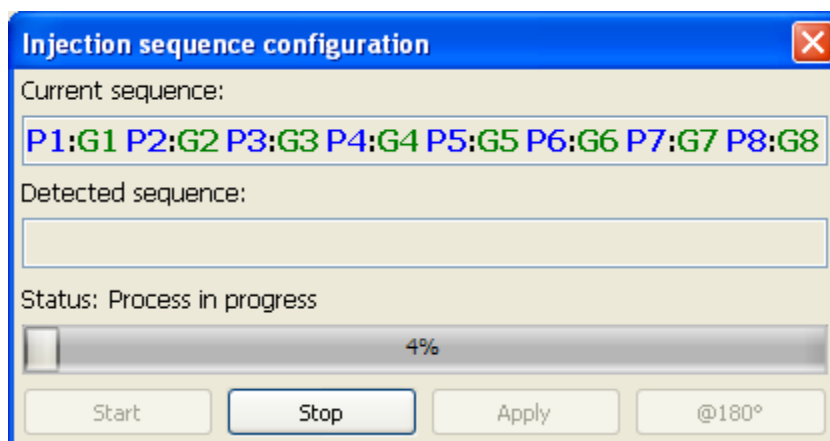 Injection sequence configuration
Current sequence:
P1:G1 P2:G2 P3:G3 P4:G4 P5:G5 P6:G6 P7:G7 P8:G8
Detected sequence:
Status: Process in progress
4%
Start Stop Apply @180°